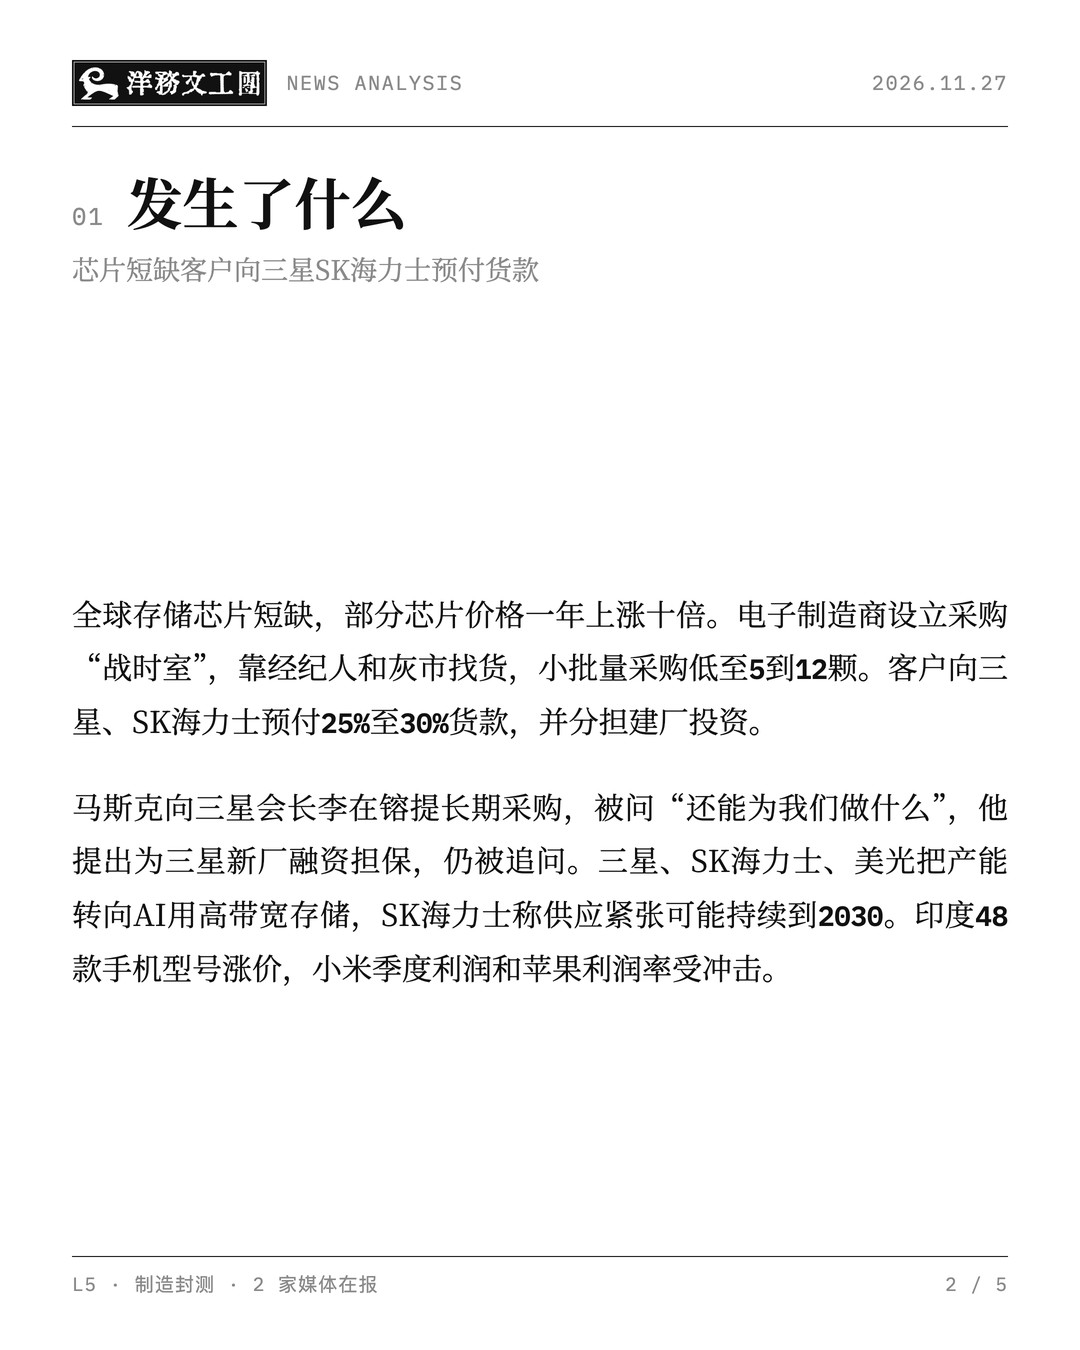 洋務文工團 NEWS ANALYSIS 2026.11.27
01 发生了什么
芯片短缺客户向三星SK海力士预付货款
全球存储芯片短缺，部分芯片价格一年上涨十倍。电子制造商设立采购
“战时室”，靠经纪人和灰市找货，小批量采购低至5到12颗。客户向三
星、SK海力士预付25%至30%货款，并分担建厂投资。
马斯克向三星会长李在镕提长期采购，被问“还能为我们做什么”，他
提出为三星新厂融资担保，仍被追问。三星、SK海力士、美光把产能
转向AI用高带宽存储，SK海力士称供应紧张可能持续到2030。印度48
款手机型号涨价，小米季度利润和苹果利润率受冲击。
L5 · 制造封测 · 2 家媒体在报 2 / 5